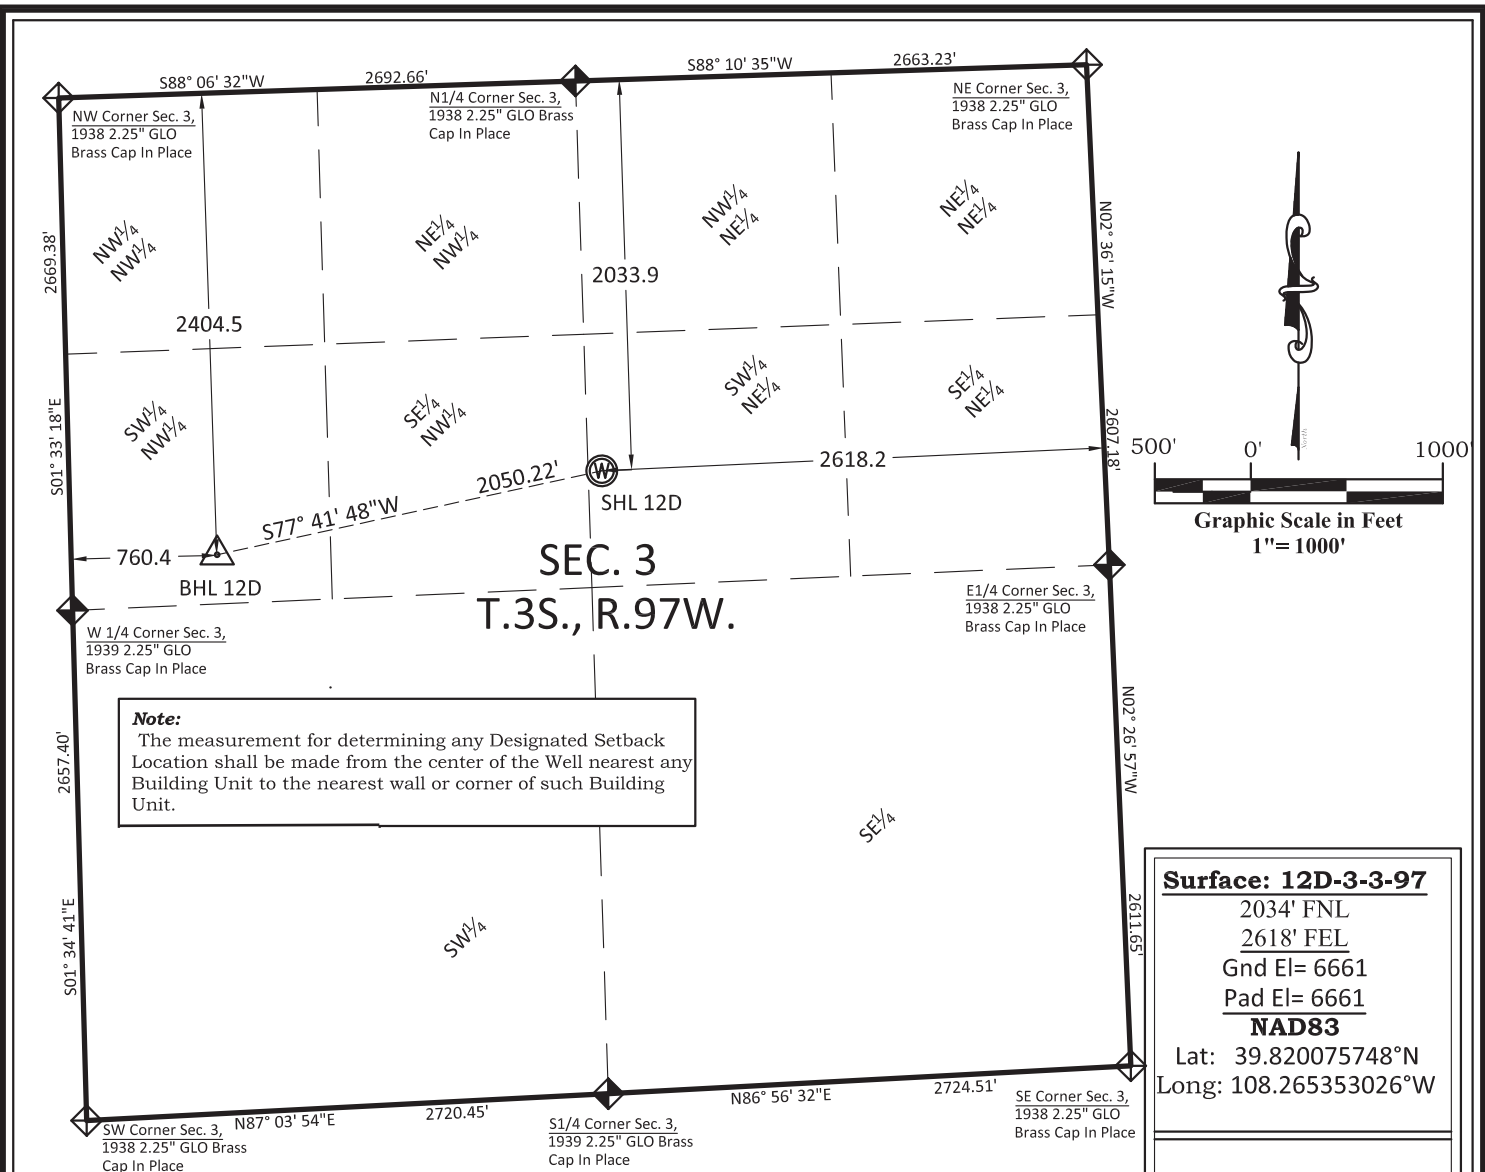 S88° 06' 32"W
2692.66'
S88° 10' 35"W
2663.23'
NW Corner Sec. 3,
1938 2.25" GLO
Brass Cap In Place
N1/4 Corner Sec. 3,
1938 2.25" GLO Brass
Cap In Place
NE Corner Sec. 3,
1938 2.25" GLO
Brass Cap In Place
NW1/4
NW1/4
NE1/4
NW1/4
NW1/4
NE1/4
NE1/4
NE1/4
2669.38'
N02° 36' 15"W
2404.5
2033.9
SW1/4
NW1/4
SE1/4
NW1/4
SW1/4
NE1/4
SE1/4
NE1/4
S01° 33' 18"E
2607.18'
S77° 41' 48"W
2050.22'
W
SHL 12D
2618.2
760.4
BHL 12D
SEC. 3
T.3S., R.97W.
North
500'
0'
1000'
Graphic Scale in Feet
1"= 1000'
W 1/4 Corner Sec. 3,
1939 2.25" GLO
Brass Cap In Place
E1/4 Corner Sec. 3,
1938 2.25" GLO
Brass Cap In Place
2657.40'
N02° 26' 57"W
Note:
The measurement for determining any Designated Setback
Location shall be made from the center of the Well nearest any
Building Unit to the nearest wall or corner of such Building
Unit.
SE1/4
SW1/4
S01° 34' 41"E
2611.65'
Surface: 12D-3-3-97
2034' FNL
2618' FEL
Gnd El= 6661
Pad El= 6661
NAD83
Lat: 39.820075748°N
Long: 108.265353026°W
SW Corner Sec. 3,
1938 2.25" GLO Brass
Cap In Place
N87° 03' 54"E
2720.45'
S1/4 Corner Sec. 3,
1939 2.25" GLO Brass
Cap In Place
N86° 56' 32"E
2724.51'
SE Corner Sec. 3,
1938 2.25" GLO
Brass Cap In Place